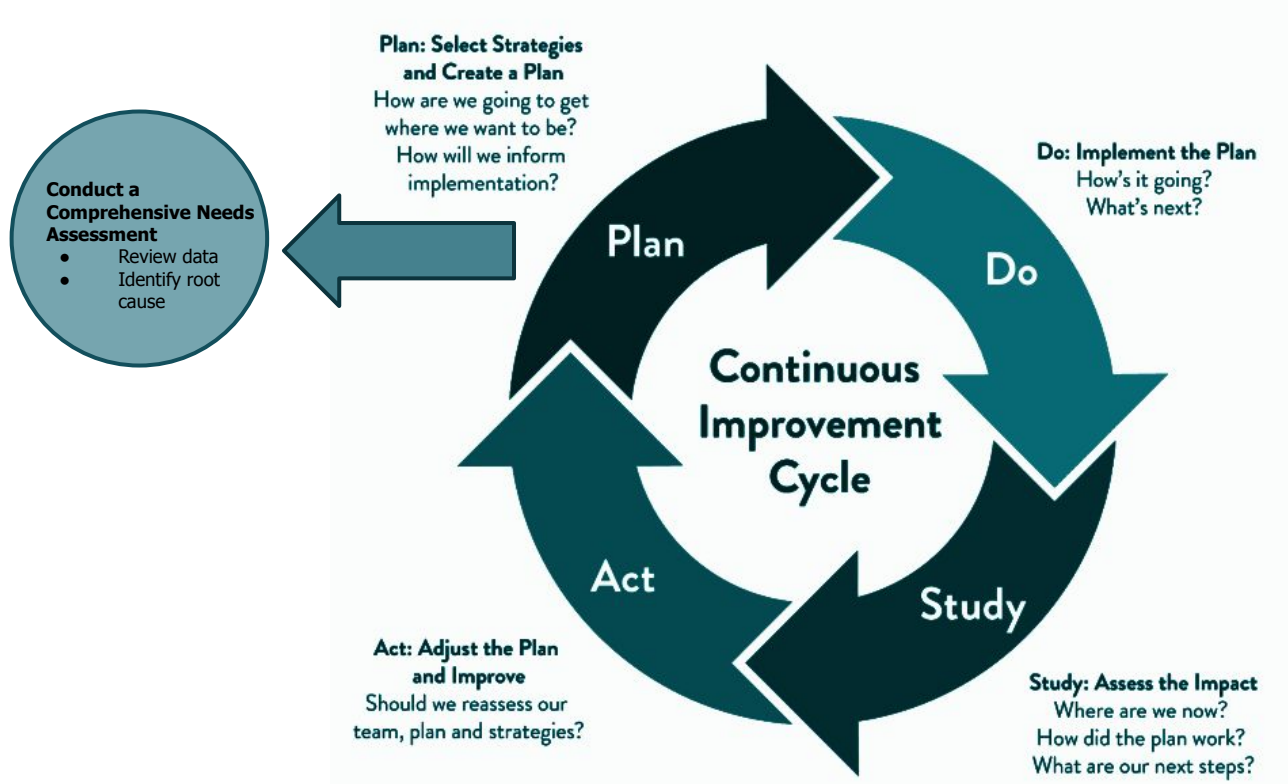 Plan: Select Strategies
and Create a Plan
How are we going to get
where we want to be?
How will we inform
implementation?
Conduct a
Comprehensive Needs
Assessment
● Review data
● Identify root
cause
Plan
Do: Implement the Plan
How's it going?
What's next?
Do
Continuous
Improvement
Cycle
Act
Study
Act: Adjust the Plan
and Improve
Should we reassess our
team, plan and strategies?
Study: Assess the Impact
Where are we now?
How did the plan work?
What are our next steps?